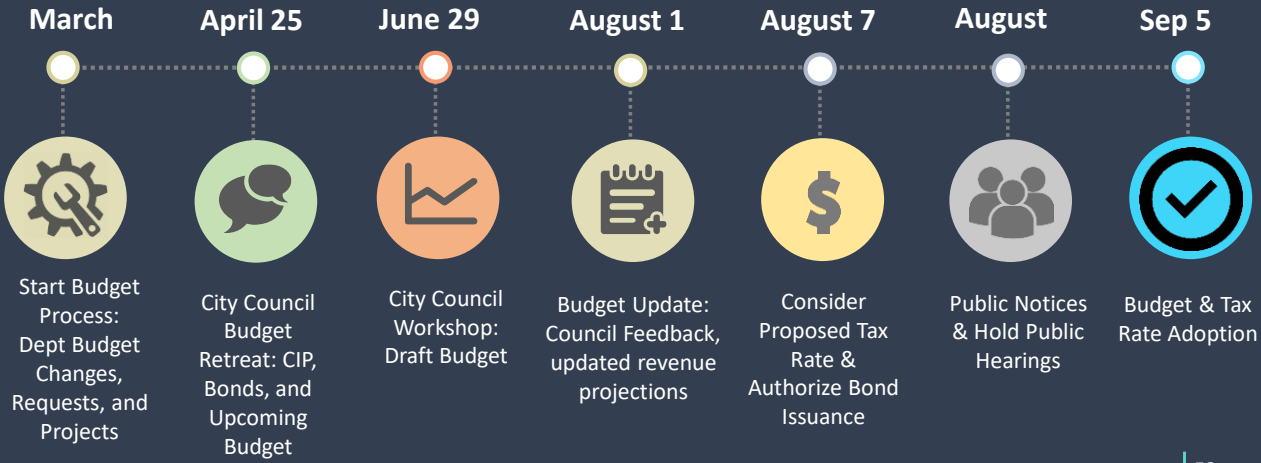 March
April 25
June 29
August 1
August 7
August
Sep 5
$
Start Budget
Process:
Dept Budget
Changes,
Requests, and
Projects
City Council
Budget
Retreat: CIP,
Bonds, and
Upcoming
Budget
City Council
Workshop:
Draft Budget
Budget Update:
Council Feedback,
updated revenue
projections
Consider
Proposed Tax
Rate &
Authorize Bond
Issuance
Public Notices
& Hold Public
Hearings
Budget & Tax
Rate Adoption